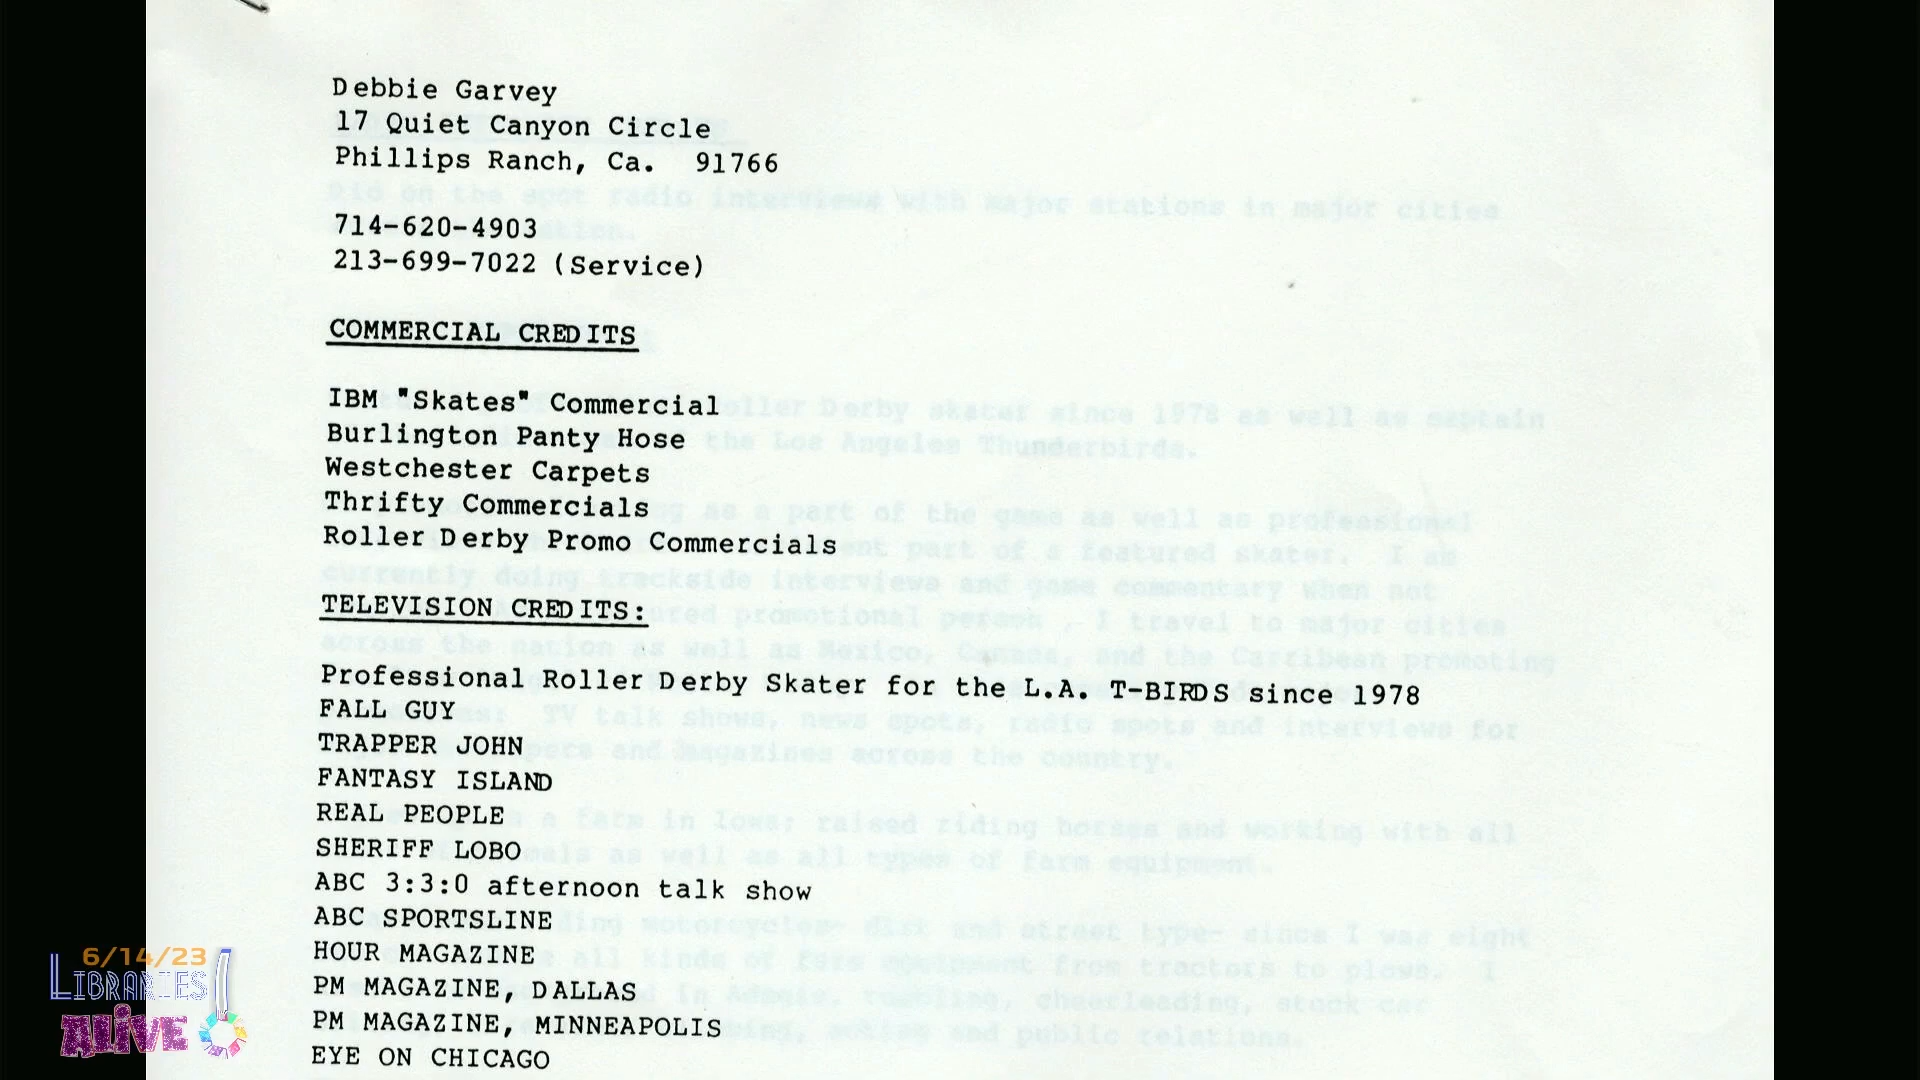 Debbie Garvey
17 Quiet Canyon Circle
Phillips Ranch, Ca. 91766
714-620-4903
213-699-7022 (Service)
COMMERCIAL CREDITS
IBM "Skates" Commercial
Burlington Panty Hose
Westchester Carpets
Thrifty Commercials
Roller Derby Promo Commercials
TELEVISION CREDITS:
Professional Roller Derby Skater for the L.A. T-BIRDS since 1978
FALL GUY
TRAPPER JOHN
FANTASY ISLAND
REAL PEOPLE
SHERIFF LOBO
ABC 3:3:0 afternoon talk show
ABC SPORTSLINE
HOUR MAGAZINE
PM MAGAZINE, DALLAS
PM MAGAZINE, MINNEAPOLIS
EYE ON CHICAGO
6/14/23
LIBRARIES
ALIVE